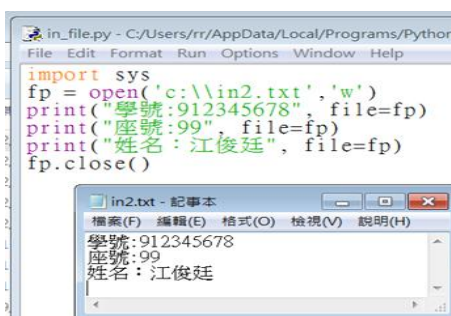 in_file.py - C:/Users/rr/AppData/Local/Programs/Python
File Edit Format Run Options Window Help
import sys
fp = open('c:\\in2.txt','w')
print("學號:912345678", file=fp)
print("座號:99", file=fp)
print("姓名：江俊廷", file=fp)
fp.close()
in2.txt - 記事本
檔案(F) 編輯(E) 格式(O) 檢視(V) 說明(H)
學號:912345678
座號:99
姓名：江俊廷